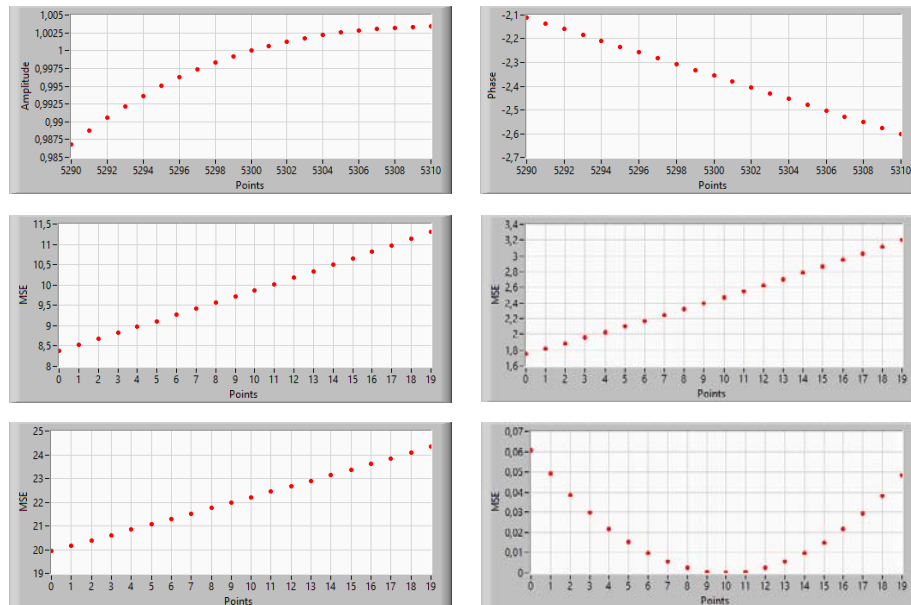 Amplitude
1,005
1,0025
1
0,9975
0,995
0,9925
0,99
0,9875
0,985
5290 5292 5294 5296 5298 5300 5302 5304 5306 5308 5310
Points
Phase
-2,1
-2,2
-2,3
-2,4
-2,5
-2,6
-2,7
5290 5292 5294 5296 5298 5300 5302 5304 5306 5308 5310
Points
MSE
11,5
11
10,5
10
9,5
9
8,5
8
0 1 2 3 4 5 6 7 8 9 10 11 12 13 14 15 16 17 18 19
Points
MSE
3,4
3,2
3
2,8
2,6
2,4
2,2
2
1,8
1,6
0 1 2 3 4 5 6 7 8 9 10 11 12 13 14 15 16 17 18 19
Points
MSE
25
24
23
22
21
20
19
0 1 2 3 4 5 6 7 8 9 10 11 12 13 14 15 16 17 18 19
Points
MSE
0,07
0,06
0,05
0,04
0,03
0,02
0,01
0
0 1 2 3 4 5 6 7 8 9 10 11 12 13 14 15 16 17 18 19
Points